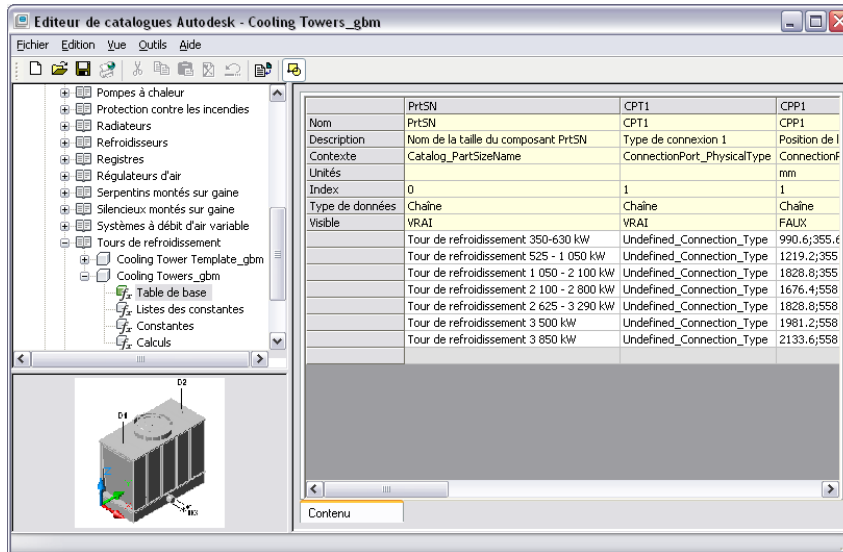 Editeur de catalogues Autodesk - Cooling Towers_gbm
Fichier Edition Vue Outils Aide
Pompes à chaleur
Protection contre les incendies
Radiateurs
Refroidisseurs
Registres
Régulateurs d'air
Serpentins montés sur gaine
Silencieux montés sur gaine
Systèmes à débit d'air variable
Tours de refroidissement
Cooling Tower Template_gbm
Cooling Towers_gbm
Table de base
Listes des constantes
Constantes
Calculs
D2
D1
PrtSN CPT1 CPP1
Nom PrtSN CPT1 CPP1
Description Nom de la taille du composant PrtSN Type de connexion 1 Position de l
Contexte Catalog_PartSizeName ConnectionPort_PhysicalType ConnectionP
Unités mm
Index 0 1 1
Type de données Chaîne Chaîne Chaîne
Visible VRAI VRAI FAUX
Tour de refroidissement 350-630 kW Undefined_Connection_Type 990.6;355.6
Tour de refroidissement 525 - 1 050 kW Undefined_Connection_Type 1219.2;355
Tour de refroidissement 1 050 - 2 100 kW Undefined_Connection_Type 1828.8;355
Tour de refroidissement 2 100 - 2 800 kW Undefined_Connection_Type 1676.4;558
Tour de refroidissement 2 625 - 3 290 kW Undefined_Connection_Type 1828.8;558
Tour de refroidissement 3 500 kW Undefined_Connection_Type 1981.2;558
Tour de refroidissement 3 850 kW Undefined_Connection_Type 2133.6;558
Contenu